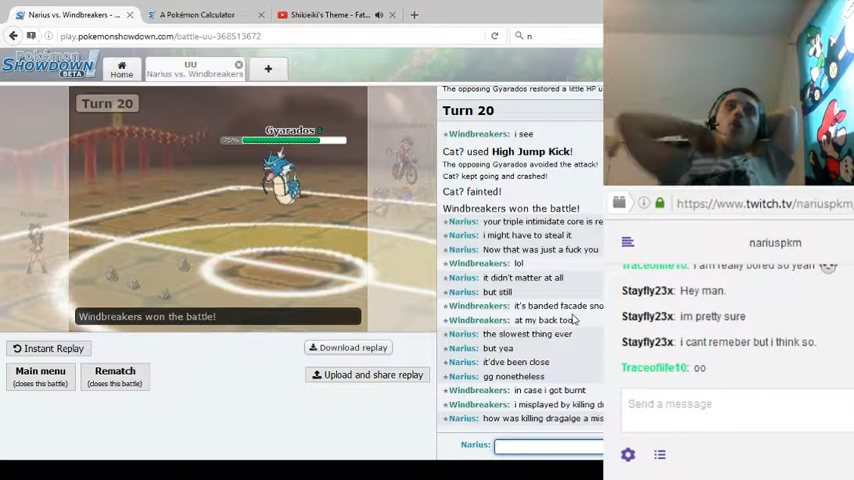 Narius vs. Windbreakers - ...
A Pokémon Calculator
Shikieiki's Theme - Fat...
play.pokemonshowdown.com/battle-uu-368513672
n
POKÉMON
SHOWDOWN
BETA
Home
UU
Narius vs. Windbreakers
Turn 20
Gyarados
75%
Windbreakers won the battle!
The opposing Gyarados restored a little HP u
Turn 20
★Windbreakers: i see
Cat? used High Jump Kick!
The opposing Gyarados avoided the attack!
Cat? kept going and crashed!
Cat? fainted!
Windbreakers won the battle!
★Narius: your triple intimidate core is re
★Narius: i might have to steal it
★Narius: Now that was just a fuck you
★Windbreakers: lol
★Narius: it didn't matter at all
★Narius: but still
★Windbreakers: it's banded facade sno
★Windbreakers: at my back too
★Narius: the slowest thing ever
★Narius: but yea
★Narius: it'dve been close
★Narius: gg nonetheless
★Windbreakers: in case i got burnt
★Windbreakers: i misplayed by killing dr
★Narius: how was killing dragalge a mis
Narius:
Instant Replay
Download replay
Main menu
(closes this battle)
Rematch
(closes this battle)
Upload and share replay
https://www.twitch.tv/nariuspkm
nariuspkm
Traceoflife10: I am really bored so yeah
Stayfly23x: Hey man.
Stayfly23x: im pretty sure
Stayfly23x: i cant remeber but i think so.
Traceoflife10: oo
Send a message